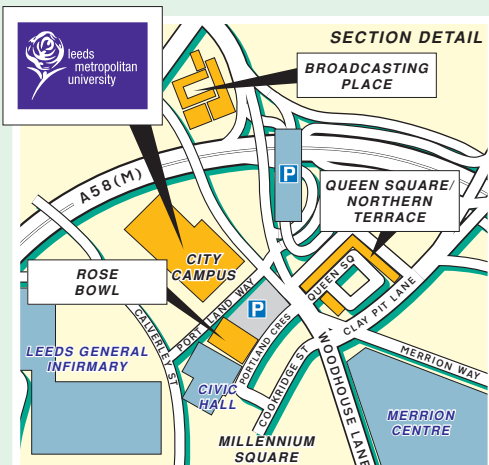 leeds
metropolitan
university
SECTION DETAIL
BROADCASTING
PLACE
P
A58(M)
QUEEN SQUARE/
NORTHERN
TERRACE
CITY
CAMPUS
QUEEN SQ
ROSE
BOWL
PORTLAND WAY
P
CLAY PIT LANE
CALVERLEY ST
PORTLAND CRES
LEEDS GENERAL
INFIRMARY
COOKRIDGE ST
WOODHOUSE LANE
MERRION WAY
CIVIC
HALL
MERRION
CENTRE
MILLENNIUM
SQUARE